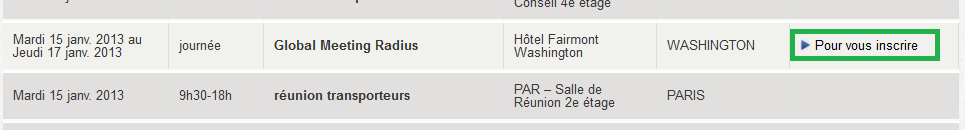 Conseil 4e étage
Mardi 15 janv. 2013 au
Jeudi 17 janv. 2013
journée
Global Meeting Radius
Hôtel Fairmont
Washington
WASHINGTON
Pour vous inscrire
Mardi 15 janv. 2013
9h30-18h
réunion transporteurs
PAR – Salle de
Réunion 2e étage
PARIS